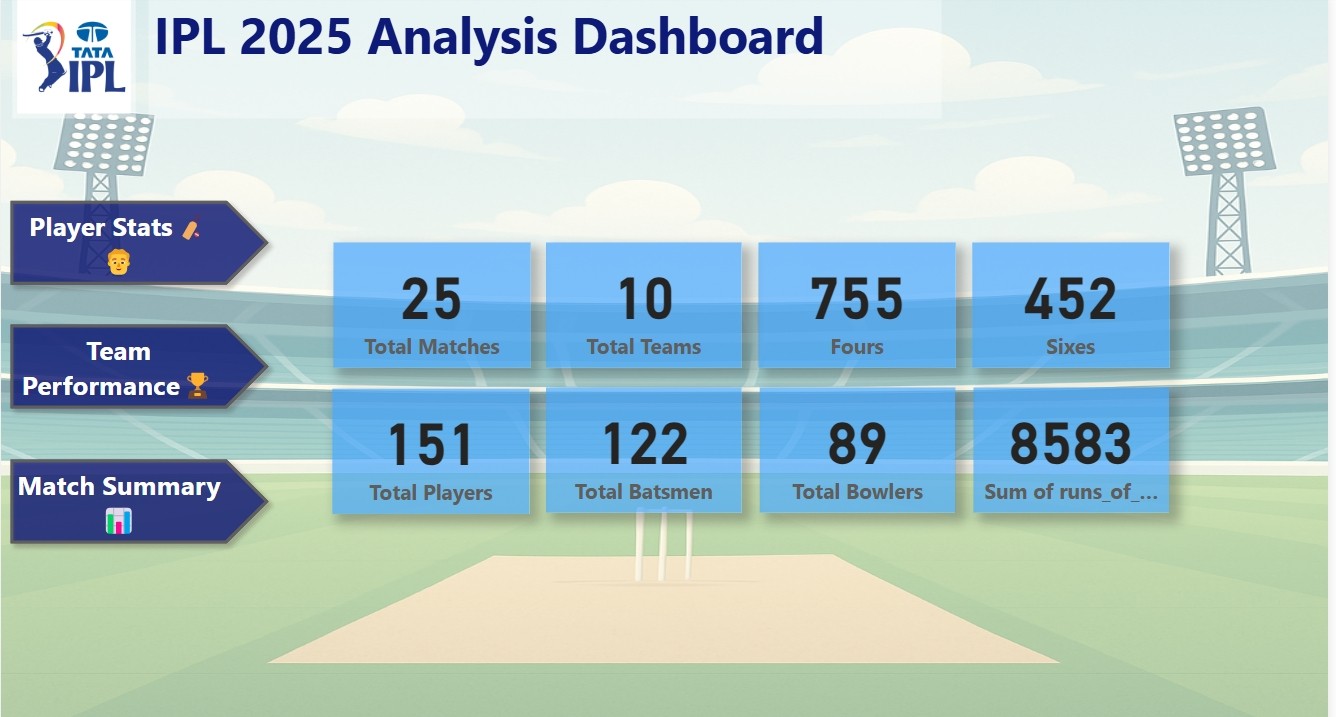 TATA
IPL
IPL 2025 Analysis Dashboard
Player Stats
Team
Performance
Match Summary
25
Total Matches
10
Total Teams
755
Fours
452
Sixes
151
Total Players
122
Total Batsmen
89
Total Bowlers
8583
Sum of runs_of_...